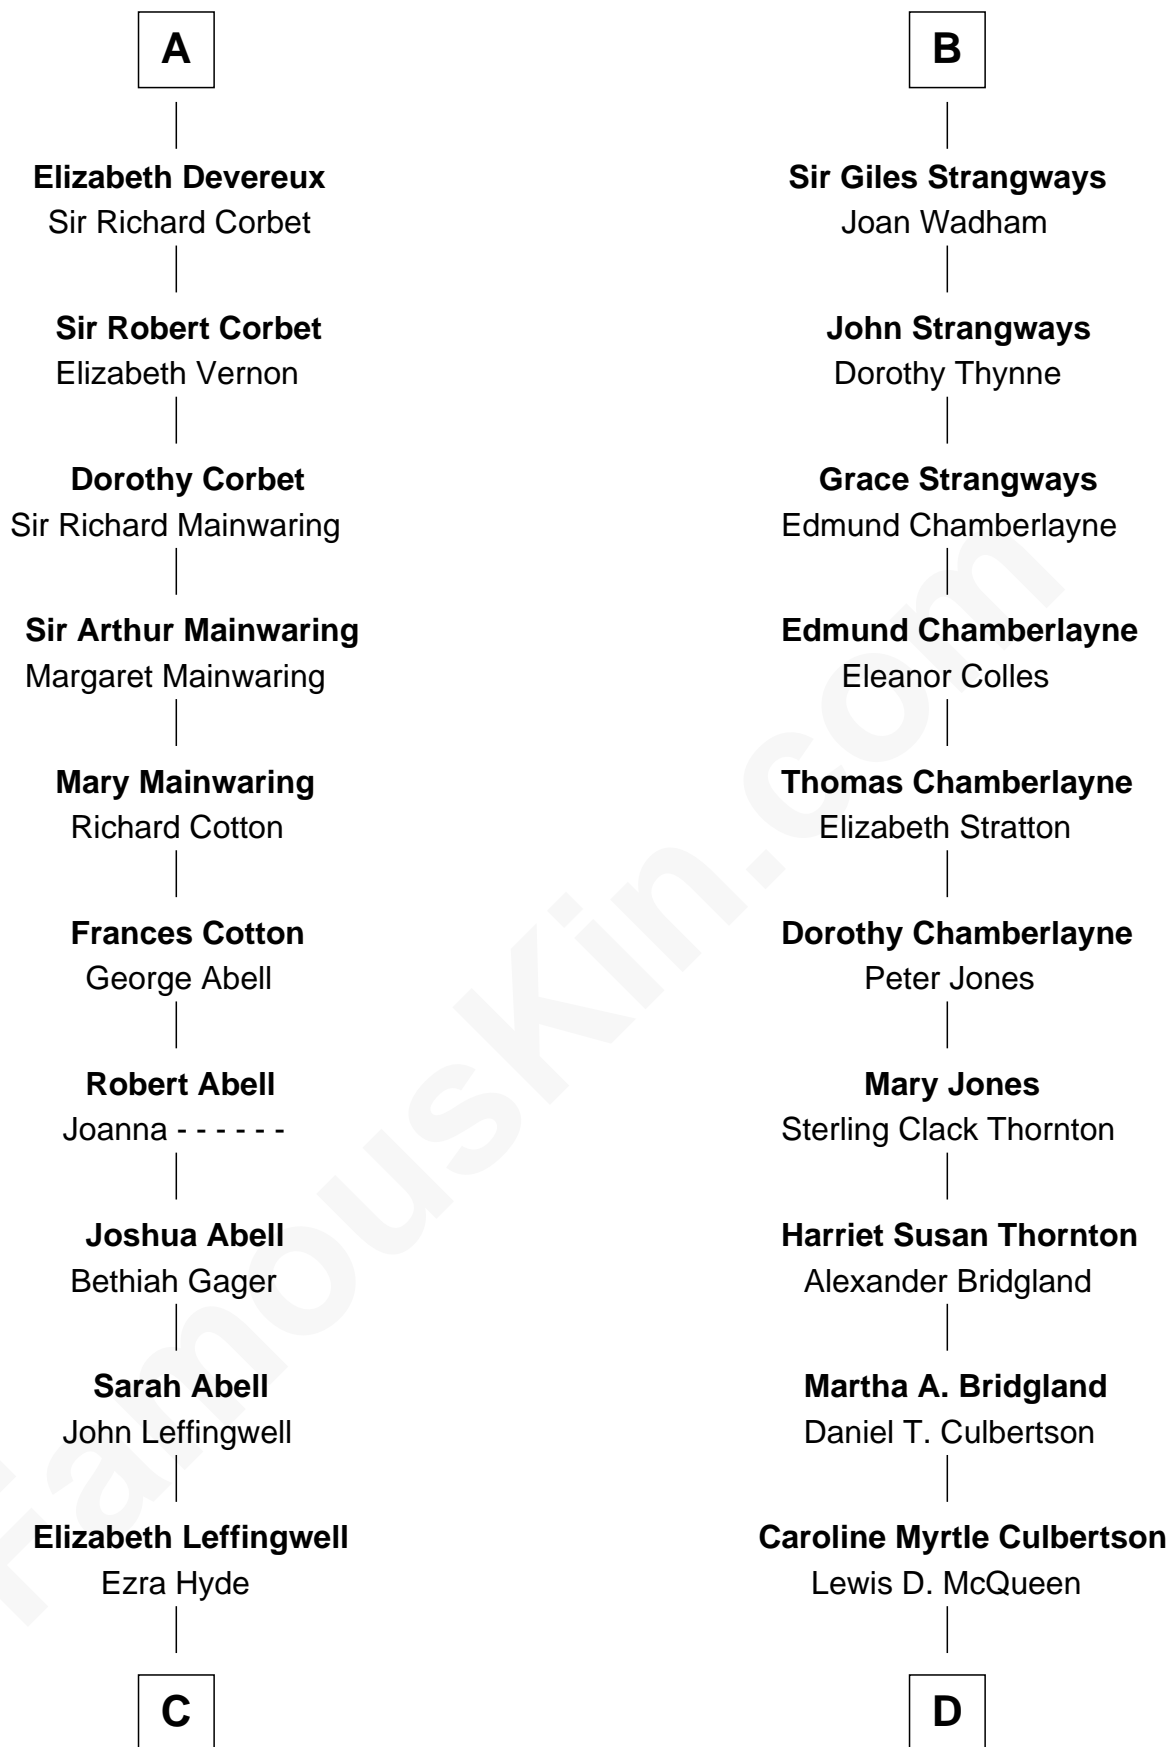 A
Elizabeth Devereux
Sir Richard Corbet
Sir Robert Corbet
Elizabeth Vernon
Dorothy Corbet
Sir Richard Mainwaring
Sir Arthur Mainwaring
Margaret Mainwaring
Mary Mainwaring
Richard Cotton
Frances Cotton
George Abell
Robert Abell
Joanna - - - - - -
Joshua Abell
Bethiah Gager
Sarah Abell
John Leffingwell
Elizabeth Leffingwell
Ezra Hyde
C
B
Sir Giles Strangways
Joan Wadham
John Strangways
Dorothy Thynne
Grace Strangways
Edmund Chamberlayne
Edmund Chamberlayne
Eleanor Colles
Thomas Chamberlayne
Elizabeth Stratton
Dorothy Chamberlayne
Peter Jones
Mary Jones
Sterling Clack Thornton
Harriet Susan Thornton
Alexander Bridgland
Martha A. Bridgland
Daniel T. Culbertson
Caroline Myrtle Culbertson
Lewis D. McQueen
D
FamousKin.com